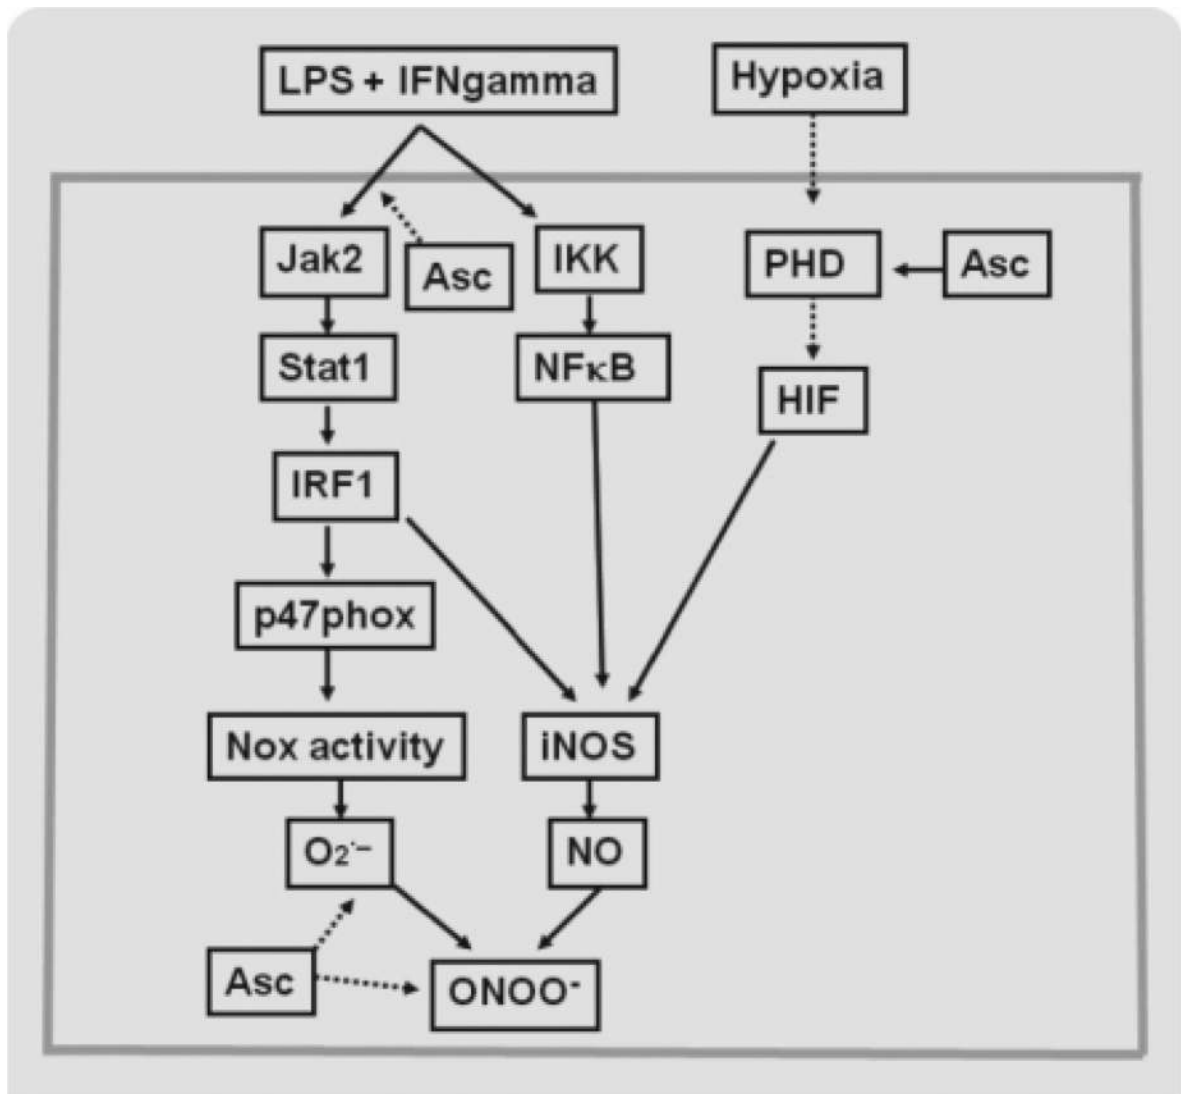 LPS + IFNgamma
Hypoxia
Jak2
Asc
IKK
PHD
Asc
Stat1
NFκB
HIF
IRF1
p47phox
Nox activity
iNOS
O₂·–
NO
Asc
ONOO⁻